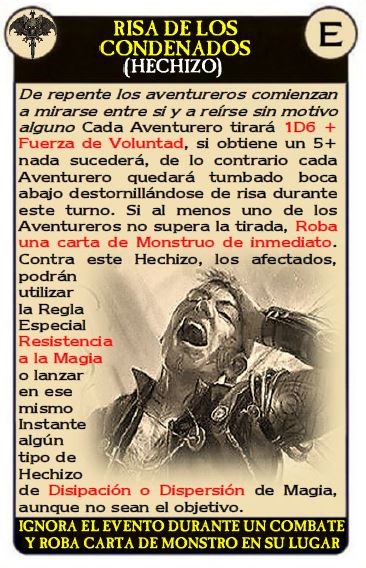 RISA DE LOS
CONDENADOS
(HECHIZO)
E
De repente los aventureros comienzan
a mirarse entre si y a reírse sin motivo
alguno Cada Aventurero tirará 1D6 +
Fuerza de Voluntad, si obtiene un 5+
nada sucederá, de lo contrario cada
Aventurero quedará tumbado boca
abajo destornillándose de risa durante
este turno. Si al menos uno de los
Aventureros no supera la tirada, Roba
una carta de Monstruo de inmediato.
Contra este Hechizo, los afectados,
podrán
utilizar
la Regla
Especial
Resistencia
a la Magia
o lanzar
en ese
mismo
Instante
algún
tipo de
Hechizo
de Disipación o Dispersión de Magia,
aunque no sean el objetivo.
IGNORA EL EVENTO DURANTE UN COMBATE
Y ROBA CARTA DE MONSTRO EN SU LUGAR